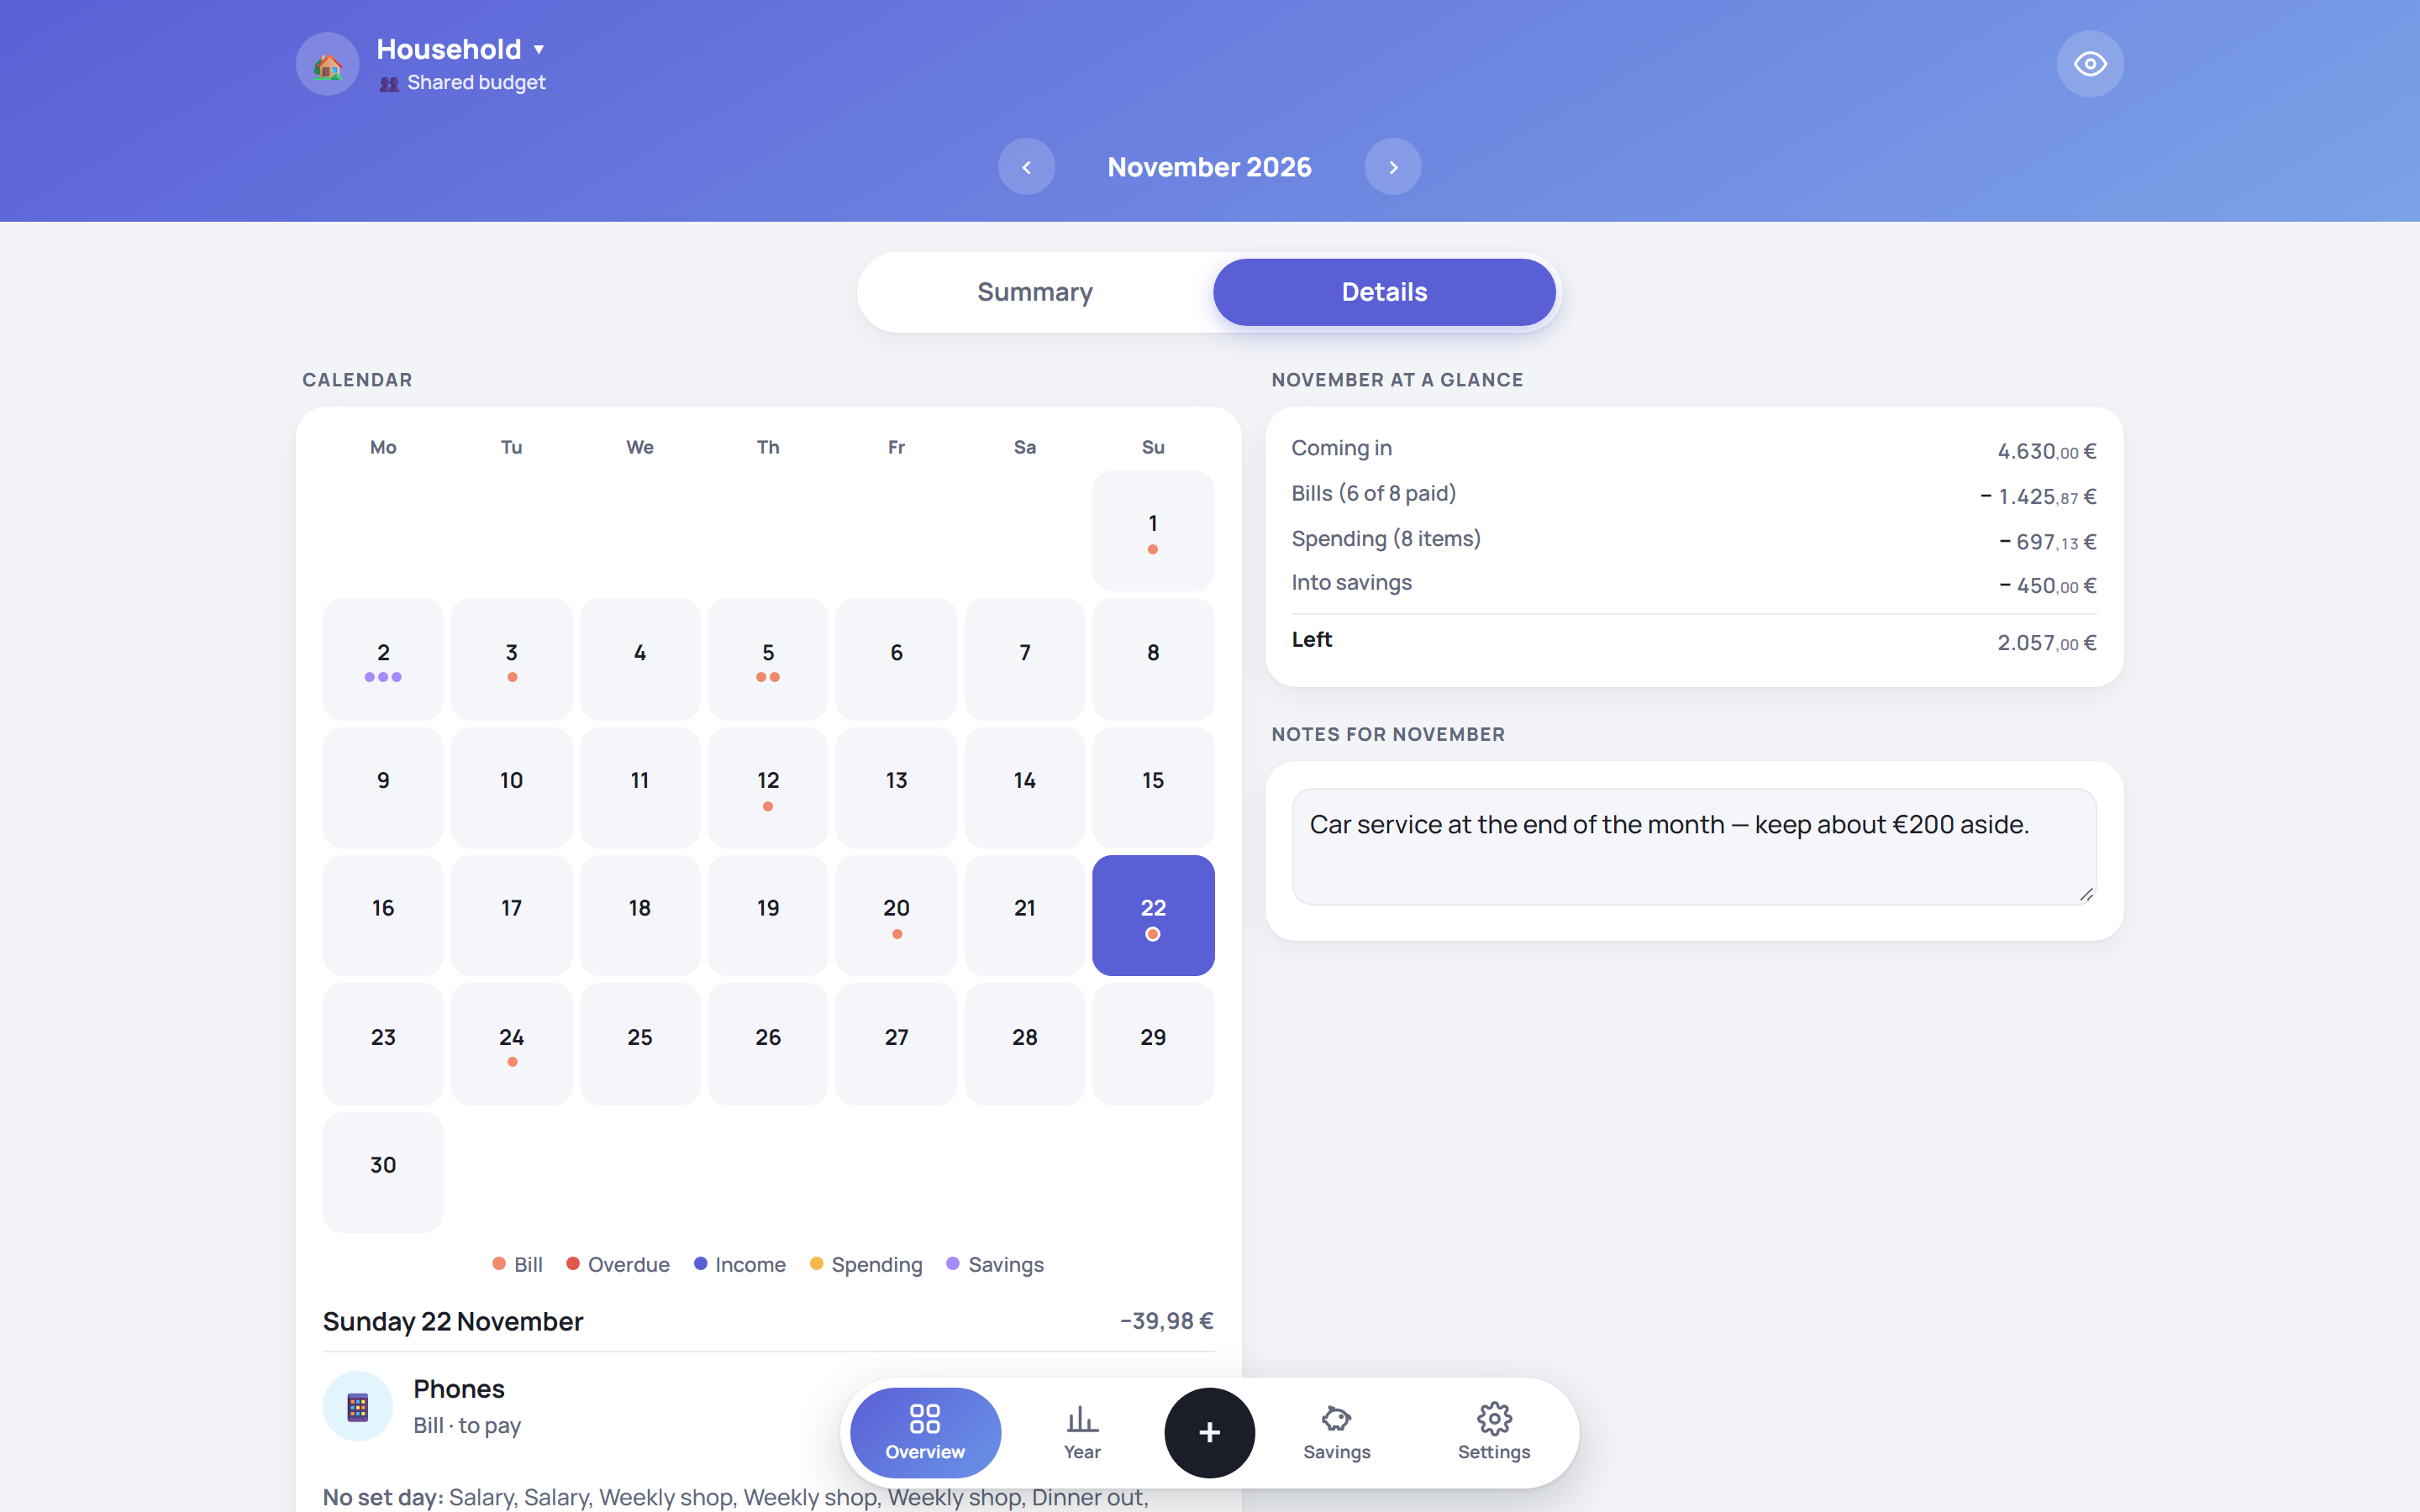 Household ▼
Shared budget
‹ November 2026 ›
Summary
Details
CALENDAR
Mo Tu We Th Fr Sa Su
1
2 3 4 5 6 7 8
9 10 11 12 13 14 15
16 17 18 19 20 21 22
23 24 25 26 27 28 29
30
Bill Overdue Income Spending Savings
Sunday 22 November −39,98 €
Phones
Bill · to pay
No set day: Salary, Salary, Weekly shop, Weekly shop, Weekly shop, Dinner out,
NOVEMBER AT A GLANCE
Coming in 4.630,00 €
Bills (6 of 8 paid) − 1.425,87 €
Spending (8 items) − 697,13 €
Into savings − 450,00 €
Left 2.057,00 €
NOTES FOR NOVEMBER
Car service at the end of the month — keep about €200 aside.
Overview
Year
+
Savings
Settings